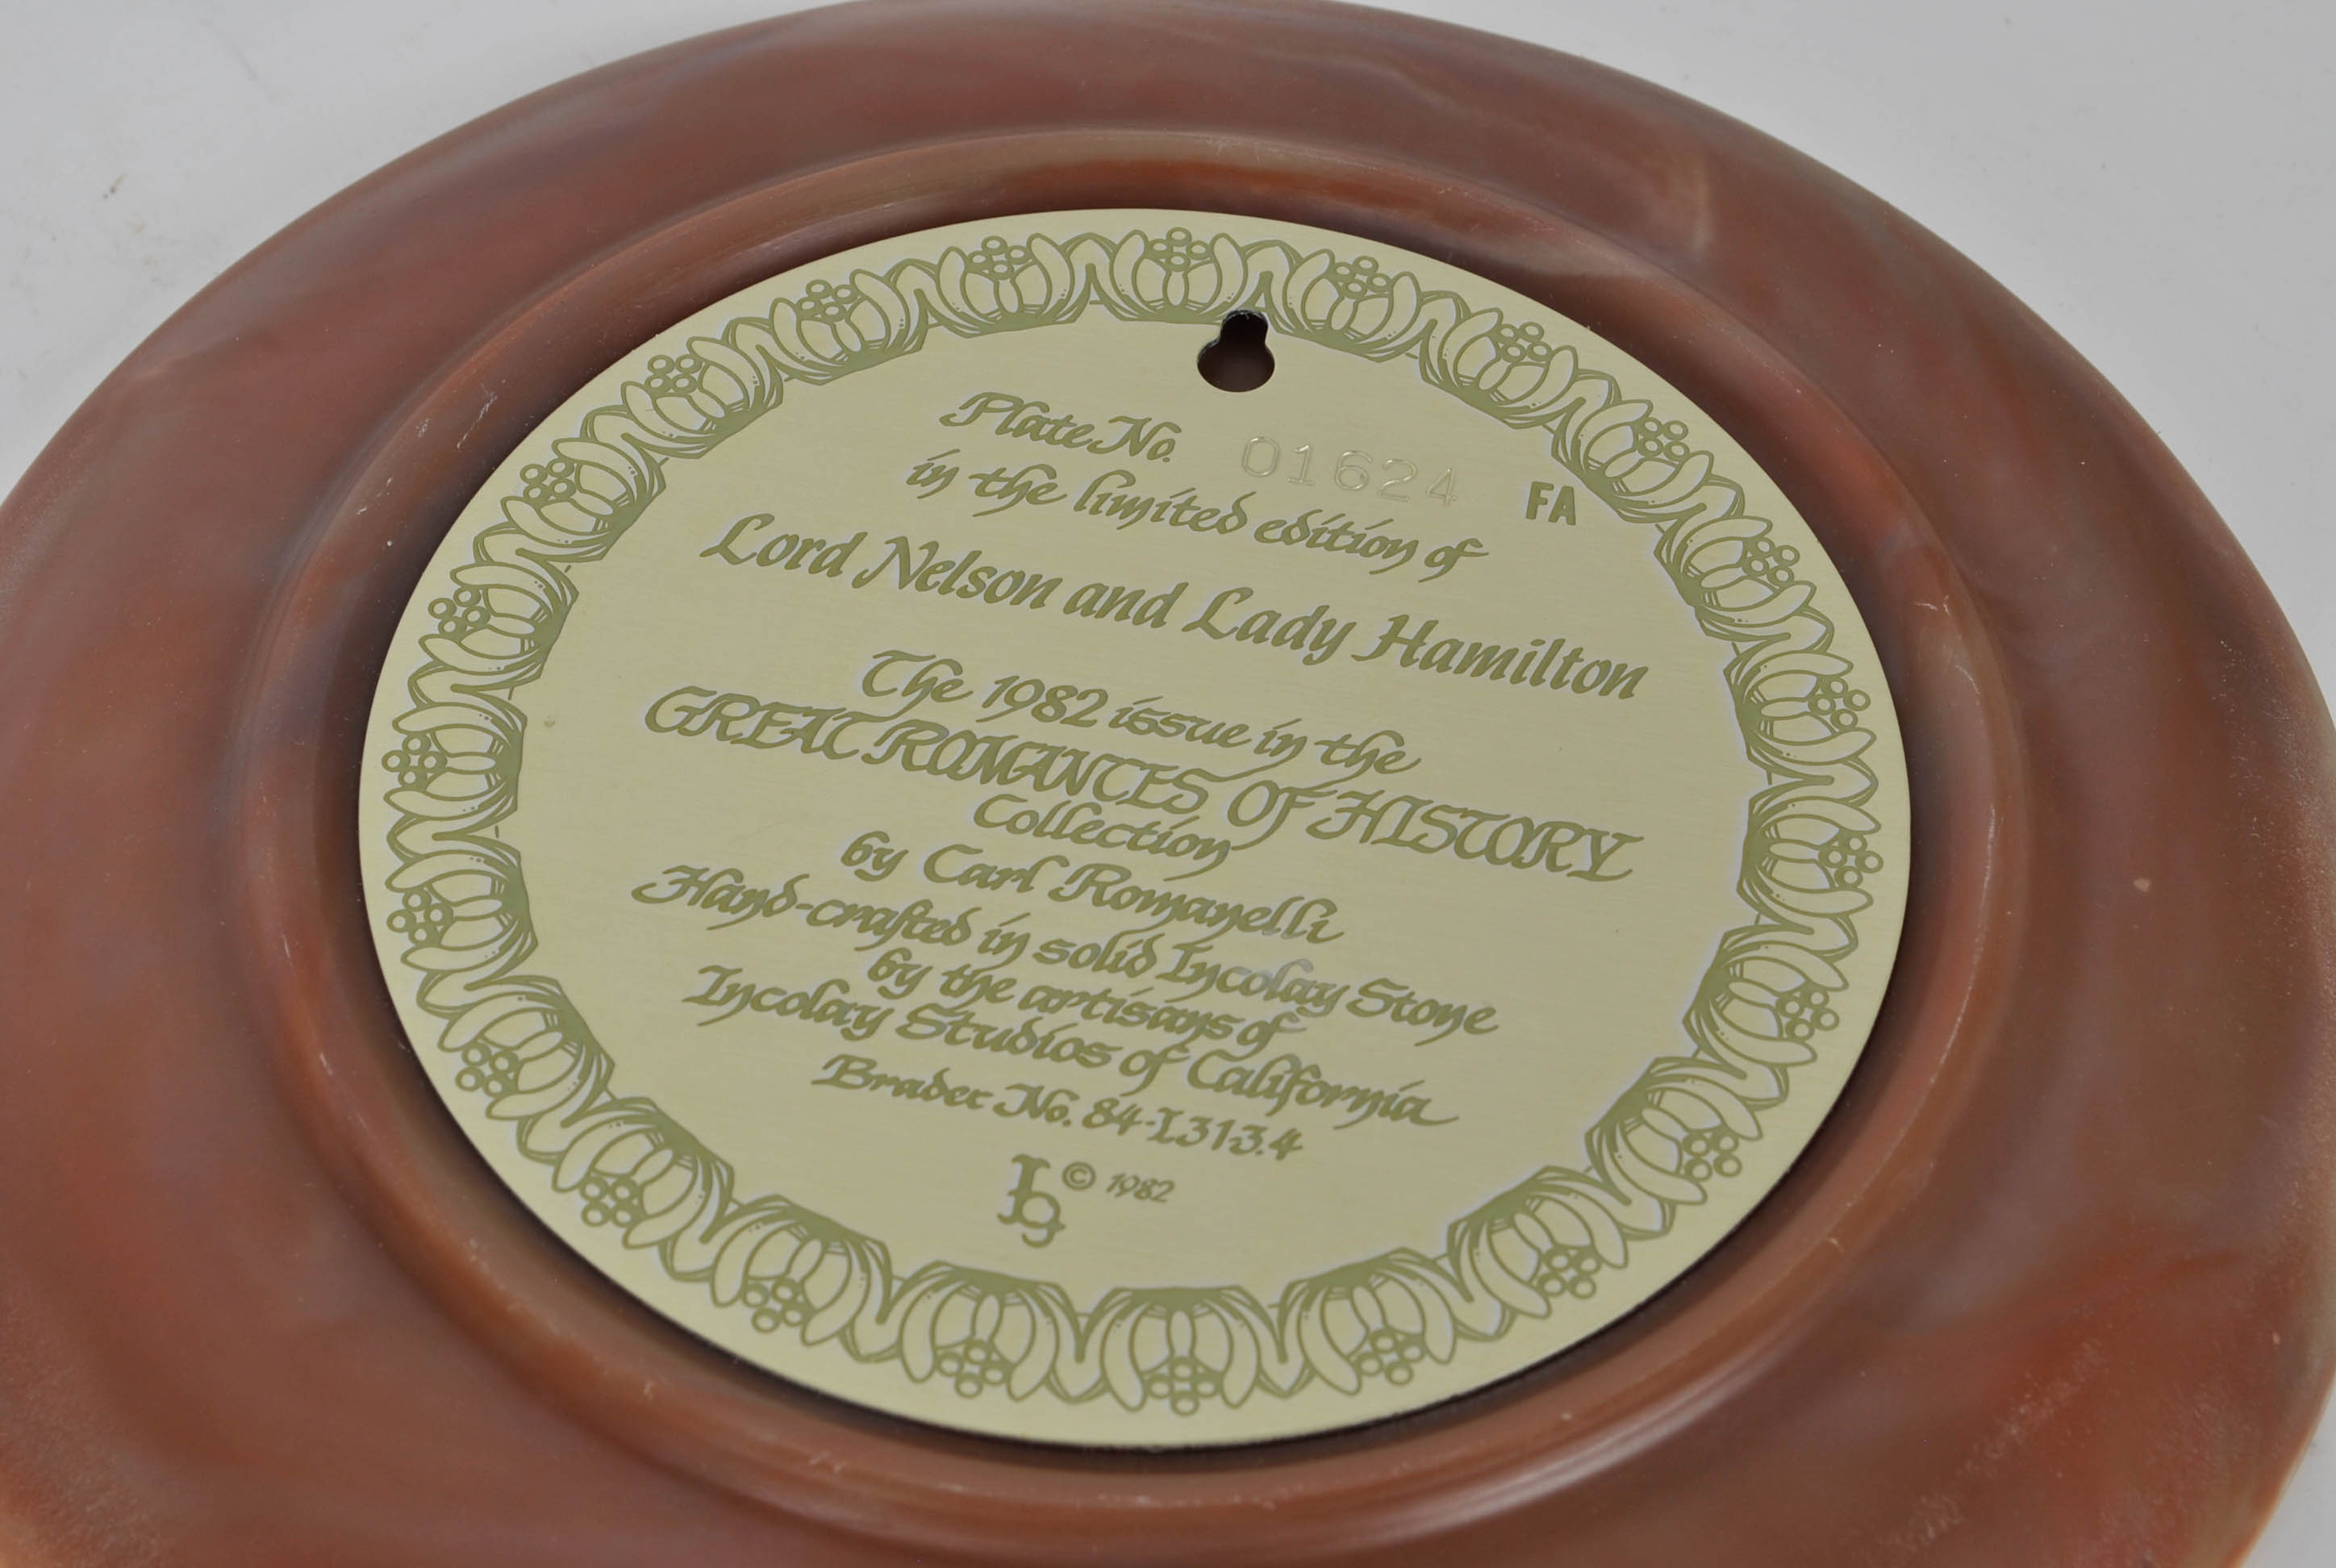 Plate No. 01624 FA
in the limited edition of
Lord Nelson and Lady Hamilton
The 1982 issue in the
GREAT ROMANCES OF HISTORY
Collection
by Carl Romanelli
Hand-crafted in solid Incolay Stone
by the artisans of
Incolay Studios of California
Bradex No. 84-I31-3.4
© 1982